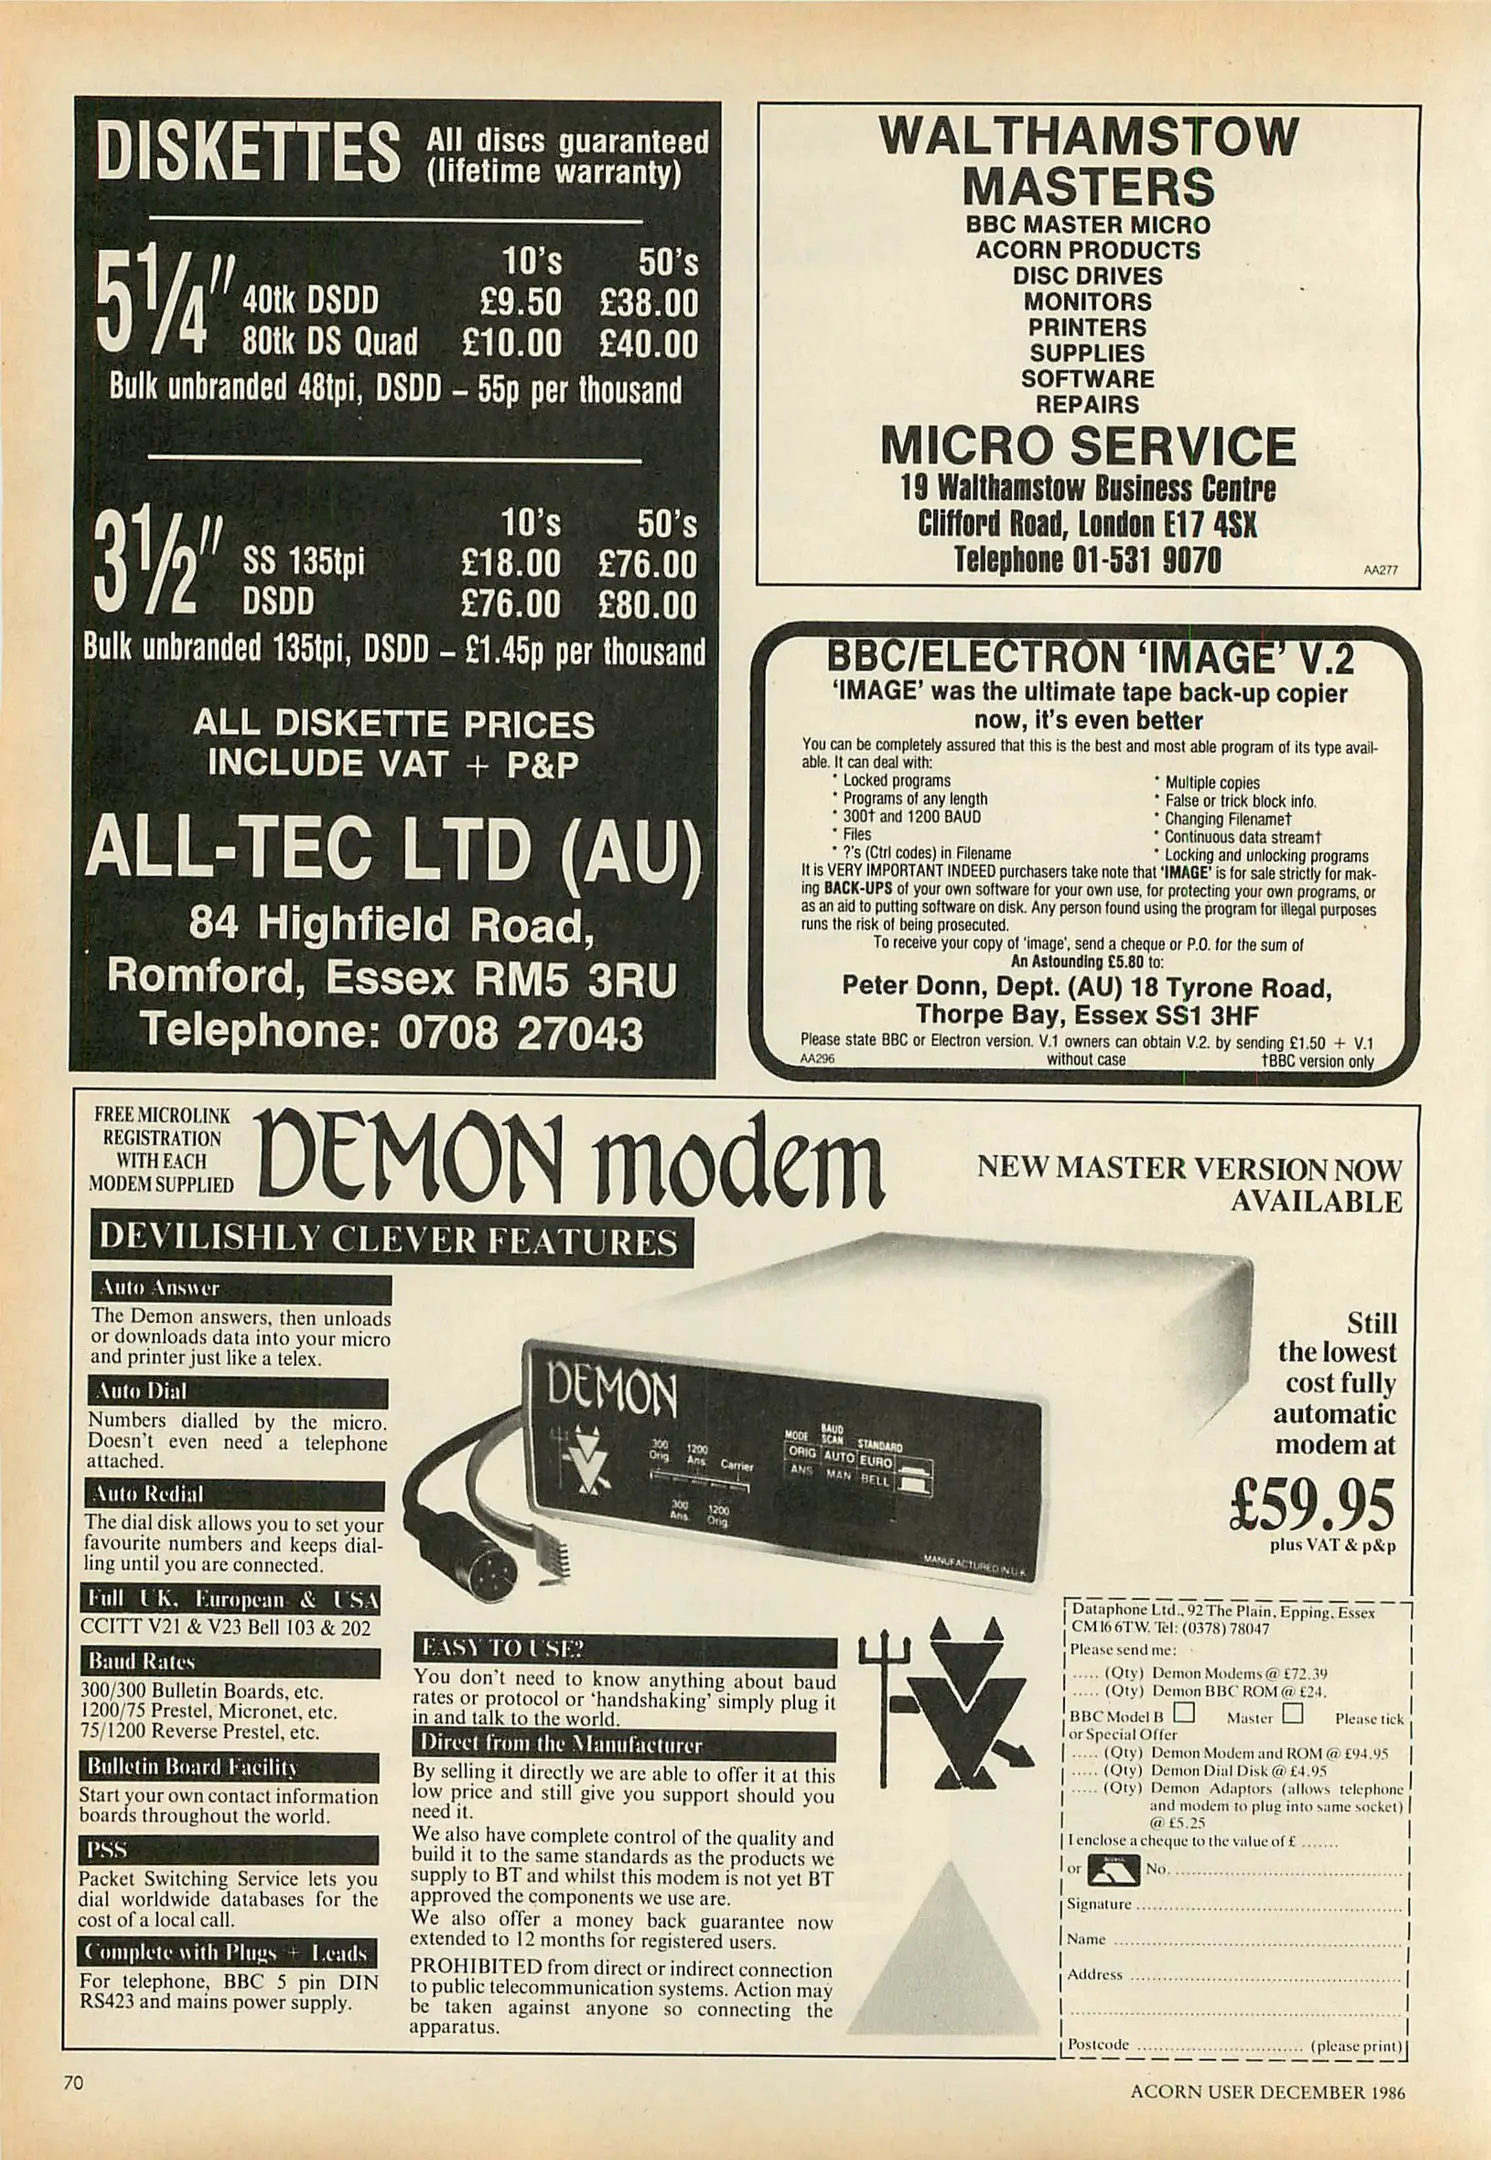 DISKETTES
All discs guaranteed
(lifetime warranty)
10's 50's
5¼" 40tk DSDD £9.50 £38.00
80tk DS Quad £10.00 £40.00
Bulk unbranded 48tpi, DSDD – 55p per thousand
10's 50's
3½" SS 135tpi £18.00 £76.00
DSDD £76.00 £80.00
Bulk unbranded 135tpi, DSDD – £1.45p per thousand
ALL DISKETTE PRICES
INCLUDE VAT + P&P
ALL-TEC LTD (AU)
84 Highfield Road,
Romford, Essex RM5 3RU
Telephone: 0708 27043
WALTHAMSTOW
MASTERS
BBC MASTER MICRO
ACORN PRODUCTS
DISC DRIVES
MONITORS
PRINTERS
SUPPLIES
SOFTWARE
REPAIRS
MICRO SERVICE
19 Walthamstow Business Centre
Clifford Road, London E17 4SX
Telephone 01-531 9070
AA277
BBC/ELECTRON 'IMAGE' V.2
'IMAGE' was the ultimate tape back-up copier
now, it's even better
You can be completely assured that this is the best and most able program of its type avail-
able. It can deal with:
* Locked programs
* Programs of any length
* 300† and 1200 BAUD
* Files
* ?'s (Ctrl codes) in Filename
* Multiple copies
* False or trick block info.
* Changing Filename†
* Continuous data stream†
* Locking and unlocking programs
It is VERY IMPORTANT INDEED purchasers take note that 'IMAGE' is for sale strictly for mak-
ing BACK-UPS of your own software for your own use, for protecting your own programs, or
as an aid to putting software on disk. Any person found using the program for illegal purposes
runs the risk of being prosecuted.
To receive your copy of 'image', send a cheque or P.O. for the sum of
An Astounding £5.80 to:
Peter Donn, Dept. (AU) 18 Tyrone Road,
Thorpe Bay, Essex SS1 3HF
Please state BBC or Electron version. V.1 owners can obtain V.2. by sending £1.50 + V.1
AA296 without case †BBC version only
FREE MICROLINK
REGISTRATION
WITH EACH
MODEM SUPPLIED
DEMON modem
NEW MASTER VERSION NOW
AVAILABLE
DEVILISHLY CLEVER FEATURES
Auto Answer
The Demon answers, then unloads
or downloads data into your micro
and printer just like a telex.
Auto Dial
Numbers dialled by the micro.
Doesn't even need a telephone
attached.
Auto Redial
The dial disk allows you to set your
favourite numbers and keeps dial-
ling until you are connected.
Full UK, European & USA
CCITT V21 & V23 Bell 103 & 202
Baud Rates
300/300 Bulletin Boards, etc.
1200/75 Prestel, Micronet, etc.
75/1200 Reverse Prestel, etc.
Bulletin Board Facility
Start your own contact information
boards throughout the world.
PSS
Packet Switching Service lets you
dial worldwide databases for the
cost of a local call.
Complete with Plugs + Leads
For telephone, BBC 5 pin DIN
RS423 and mains power supply.
DEMON
300 Orig 1200 Ans Carrier
300 Ans 1200 Orig
MODE BAUD SCAN STANDARD
ORIG AUTO EURO
ANS MAN BELL
MANUFACTURED IN U.K
Still
the lowest
cost fully
automatic
modem at
£59.95
plus VAT & p&p
EASY TO USE?
You don't need to know anything about baud
rates or protocol or 'handshaking' simply plug it
in and talk to the world.
Direct from the Manufacturer
By selling it directly we are able to offer it at this
low price and still give you support should you
need it.
We also have complete control of the quality and
build it to the same standards as the products we
supply to BT and whilst this modem is not yet BT
approved the components we use are.
We also offer a money back guarantee now
extended to 12 months for registered users.
PROHIBITED from direct or indirect connection
to public telecommunication systems. Action may
be taken against anyone so connecting the
apparatus.
Dataphone Ltd., 92 The Plain, Epping, Essex
CM16 6TW. Tel: (0378) 78047
Please send me:
..... (Qty) Demon Modems @ £72.39
..... (Qty) Demon BBC ROM @ £24.
BBC Model B Master Please tick
or Special Offer
..... (Qty) Demon Modem and ROM @ £94.95
..... (Qty) Demon Dial Disk @ £4.95
..... (Qty) Demon Adaptors (allows telephone
and modem to plug into same socket)
@ £5.25
I enclose a cheque to the value of £ .......
or Access No. ..........
Signature ..........
Name ..........
Address ..........
Postcode .......... (please print)
70
ACORN USER DECEMBER 1986